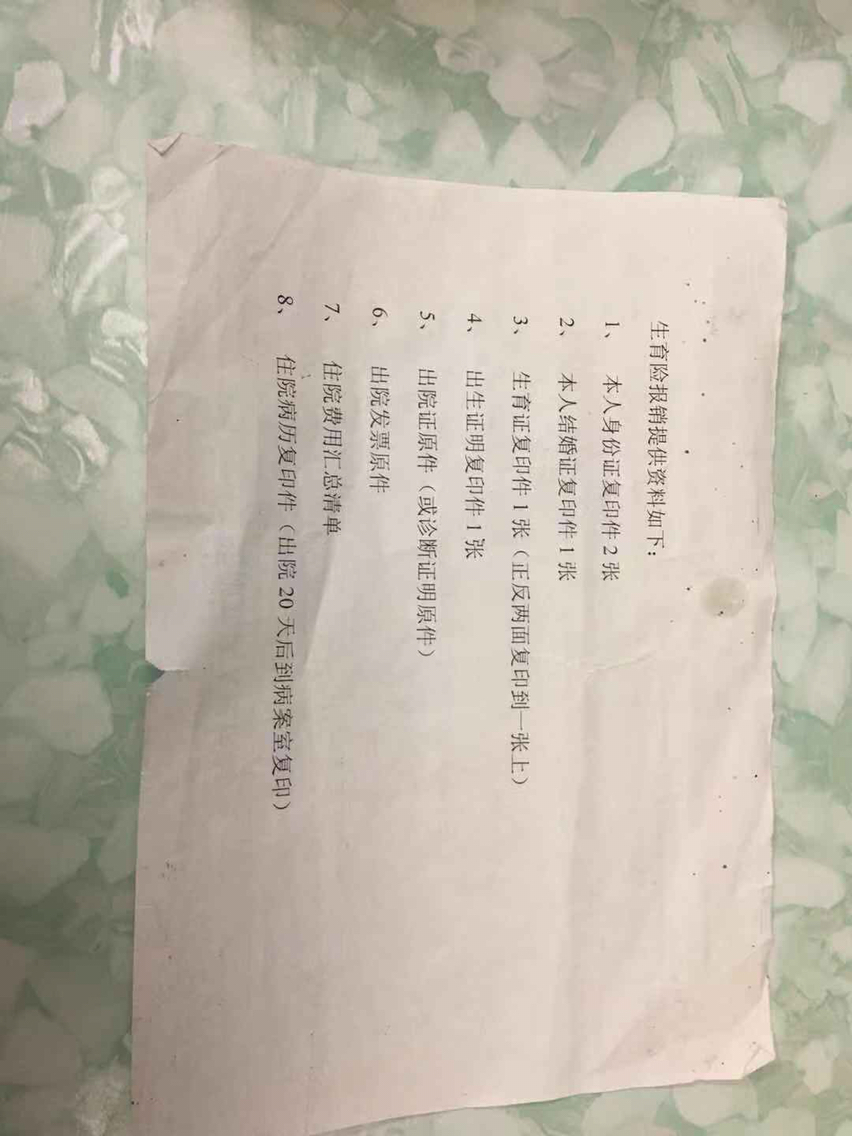 生育险报销提供资料如下：
1、 本人身份证复印件 2 张
2、 本人结婚证复印件 1 张
3、 生育证复印件 1 张（正反两面复印到一张上）
4、 出生证明复印件 1 张
5、 出院证原件（或诊断证明原件）
6、 出院发票原件
7、 住院费用汇总清单
8、 住院病历复印件（出院 20 天后到病案室复印）